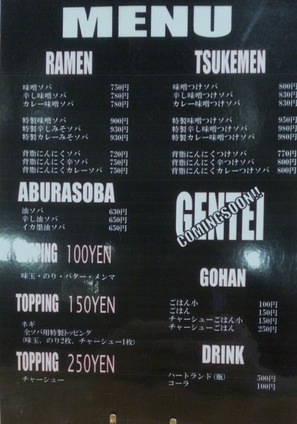 MENU
RAMEN
味噌ソバ 750円
辛し味噌ソバ 780円
カレー味噌ソバ 780円
特製味噌ソバ 900円
特製辛しみそソバ 930円
特製カレーみそソバ 930円
背脂にんにくソバ 720円
背脂にんにく辛ソバ 750円
背脂にんにくカレーソバ 750円
ABURASOBA
油ソバ 630円
辛し油ソバ 650円
イカ墨油ソバ 650円
TOPPING 100YEN
味玉・のり・バター・メンマ
TOPPING 150YEN
ネギ
全ソバ用特製トッピング
(味玉、のり2枚、チャーシュー1枚)
TOPPING 250YEN
チャーシュー
TSUKEMEN
味噌つけソバ 800円
辛し味噌つけソバ 830円
カレー味噌つけソバ 830円
特製味噌つけソバ 950円
特製辛し味噌つけソバ 980円
特製カレー味噌つけソバ 980円
背脂にんにくつけソバ 770円
背脂にんにく辛つけソバ 800円
背脂にんにくカレーつけソバ 800円
GENTEI
COMINGSOON!!
GOHAN
ごはん小 100円
ごはん 150円
チャーシューごはん小 150円
チャーシューごはん 250円
DRINK
ハートランド(瓶) 500円
コーラ 100円